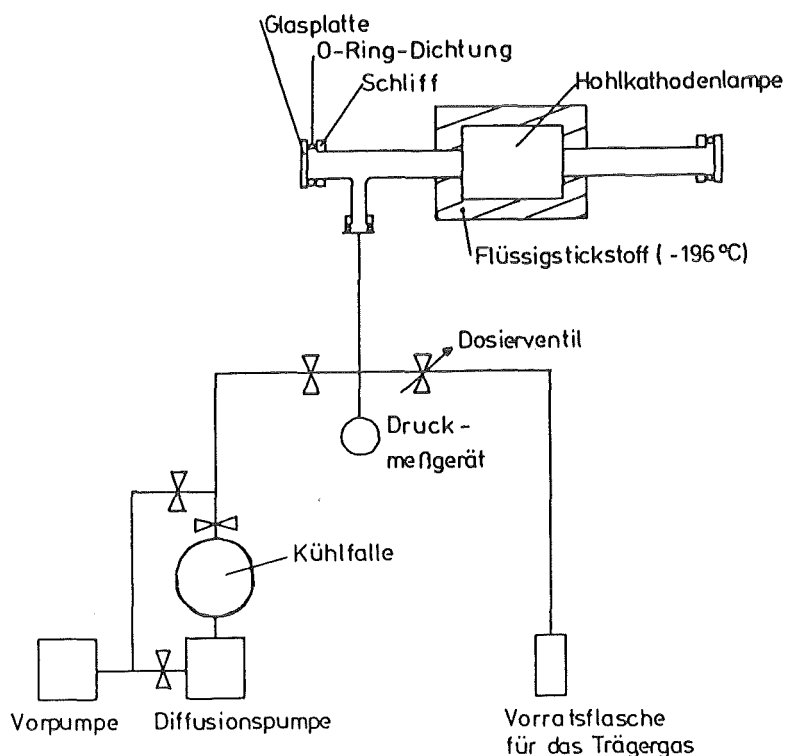 Glasplatte
O-Ring-Dichtung
Schliff
Hohlkathodenlampe
Flüssigstickstoff (-196 °C)
Dosierventil
Druck-
meßgerät
Kühlfalle
Vorpumpe
Diffusionspumpe
Vorratsflasche
für das Trägergas